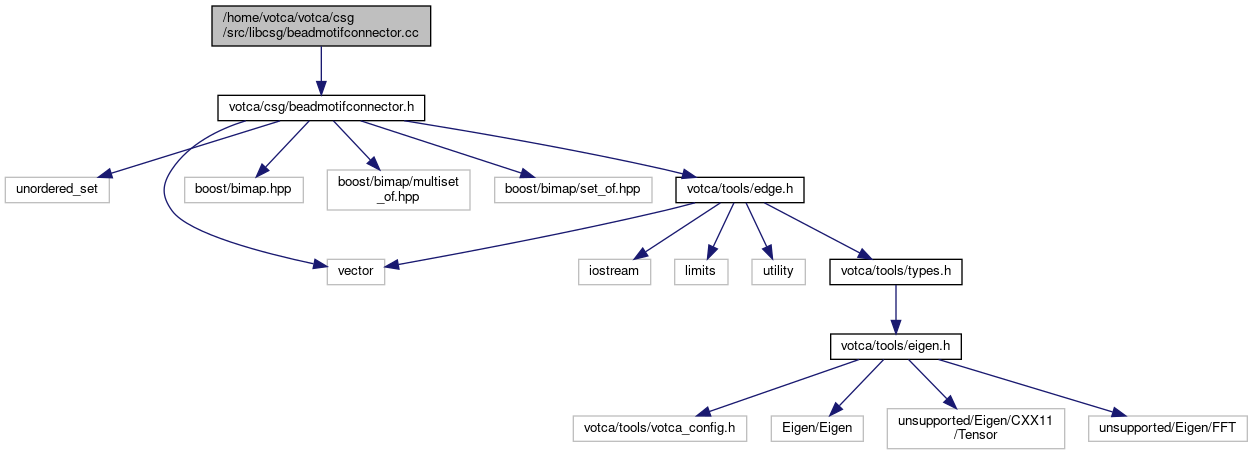 /home/votca/votca/csg
/src/libcsg/beadmotifconnector.cc
votca/csg/beadmotifconnector.h
unordered_set
boost/bimap.hpp
boost/bimap/multiset
_of.hpp
boost/bimap/set_of.hpp
votca/tools/edge.h
vector
iostream
limits
utility
votca/tools/types.h
votca/tools/eigen.h
votca/tools/votca_config.h
Eigen/Eigen
unsupported/Eigen/CXX11
/Tensor
unsupported/Eigen/FFT